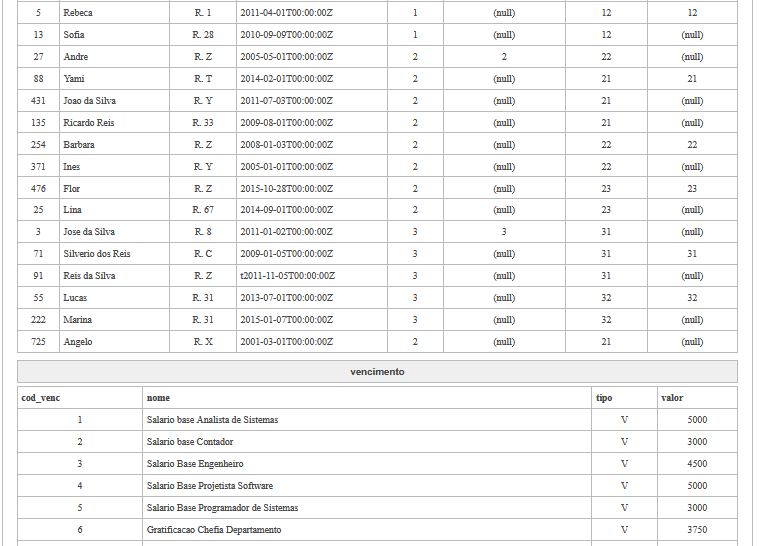 5 Rebeca R. 1 2011-04-01T00:00:00Z 1 (null) 12 12
13 Sofia R. 28 2010-09-09T00:00:00Z 1 (null) 12 (null)
27 Andre R. Z 2005-05-01T00:00:00Z 2 2 22 (null)
88 Yami R. T 2014-02-01T00:00:00Z 2 (null) 21 21
431 Joao da Silva R. Y 2011-07-03T00:00:00Z 2 (null) 21 (null)
135 Ricardo Reis R. 33 2009-08-01T00:00:00Z 2 (null) 21 (null)
254 Barbara R. Z 2008-01-03T00:00:00Z 2 (null) 22 22
371 Ines R. Y 2005-01-01T00:00:00Z 2 (null) 22 (null)
476 Flor R. Z 2015-10-28T00:00:00Z 2 (null) 23 23
25 Lina R. 67 2014-09-01T00:00:00Z 2 (null) 23 (null)
3 Jose da Silva R. 8 2011-01-02T00:00:00Z 3 3 31 (null)
71 Silverio dos Reis R. C 2009-01-05T00:00:00Z 3 (null) 31 31
91 Reis da Silva R. Z t2011-11-05T00:00:00Z 3 (null) 31 (null)
55 Lucas R. 31 2013-07-01T00:00:00Z 3 (null) 32 32
222 Marina R. 31 2015-01-07T00:00:00Z 3 (null) 32 (null)
725 Angelo R. X 2001-03-01T00:00:00Z 2 (null) 21 (null)
vencimento
cod_venc nome tipo valor
1 Salario base Analista de Sistemas V 5000
2 Salario base Contador V 3000
3 Salario Base Engenheiro V 4500
4 Salario Base Projetista Software V 5000
5 Salario Base Programador de Sistemas V 3000
6 Gratificacao Chefia Departamento V 3750